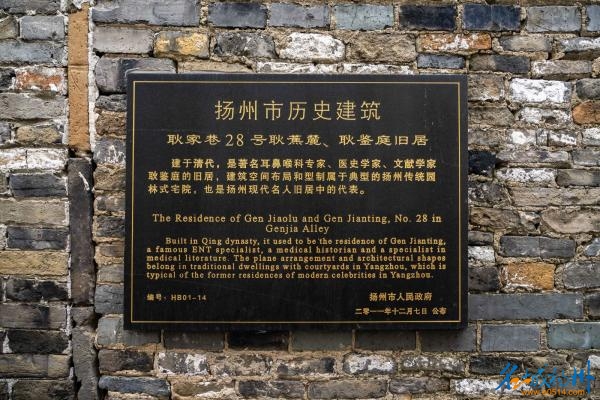 扬州市历史建筑
耿家巷28号耿蕉麓、耿鉴庭旧居
建于清代，是著名耳鼻喉科专家、医史学家、文献学家
耿鉴庭的旧居，建筑空间布局和型制属于典型的扬州传统园
林式宅院，也是扬州现代名人旧居中的代表。
The Residence of Gen Jiaolu and Gen Jianting, No. 28 in
Genjia Alley
Built in Qing dynasty, it used to be the residence of Gen Jianting,
a famous ENT specialist, a medical historian and a specialist in
medical literature. The plane arrangement and architectural shapes
belong in traditional dwellings with courtyards in Yangzhou, which is
typical of the former residences of modern celebrities in Yangzhou.
编号：HB01-14
扬州市人民政府
二零一一年十二月七日 公布